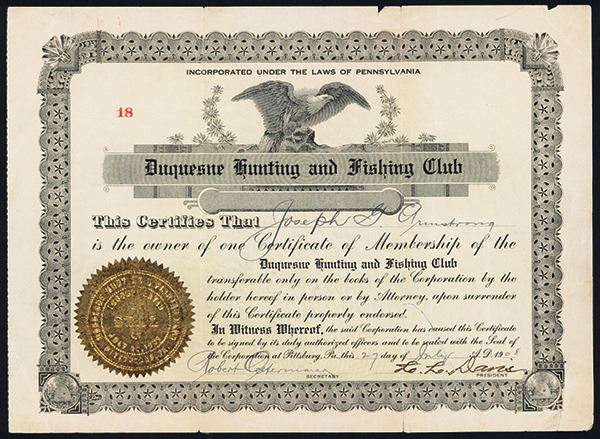 INCORPORATED UNDER THE LAWS OF PENNSYLVANIA
18
Duquesne Hunting and Fishing Club
This Certifies That Joseph G Armstrong
is the owner of one Certificate of Membership of the
Duquesne Hunting and Fishing Club
transferable only on the books of the Corporation by the
holder hereof in person or by Attorney, upon surrender
of this Certificate properly endorsed.
In Witness Whereof, the said Corporation has caused this Certificate
to be signed by its duly authorized officers and to be sealed with the Seal of
the Corporation at Pittsburg, Pa., this 27 day of July A.D. 1908
Robert
SECRETARY
L. L. Davis
PRESIDENT